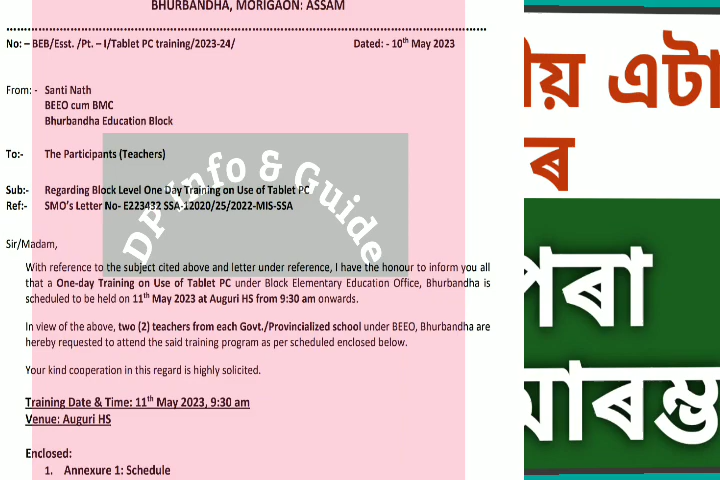 BHURBANDHA, MORIGAON: ASSAM
No: – BEB/Esst. /Pt. – I/Tablet PC training/2023-24/ Dated: - 10th May 2023
From: - Santi Nath
BEEO cum BMC
Bhurbandha Education Block
To:- The Participants (Teachers)
Sub:- Regarding Block Level One Day Training on Use of Tablet PC
Ref:- SMO's Letter No- E223432 SSA-12020/25/2022-MIS-SSA
DP Info & Guide
Sir/Madam,
With reference to the subject cited above and letter under reference, I have the honour to inform you all
that a One-day Training on Use of Tablet PC under Block Elementary Education Office, Bhurbandha is
scheduled to be held on 11th May 2023 at Auguri HS from 9:30 am onwards.
In view of the above, two (2) teachers from each Govt./Provincialized school under BEEO, Bhurbandha are
hereby requested to attend the said training program as per scheduled enclosed below.
Your kind cooperation in this regard is highly solicited.
Training Date & Time: 11th May 2023, 9:30 am
Venue: Auguri HS
Enclosed:
1. Annexure 1: Schedule
এটা
ৰ
পৰা